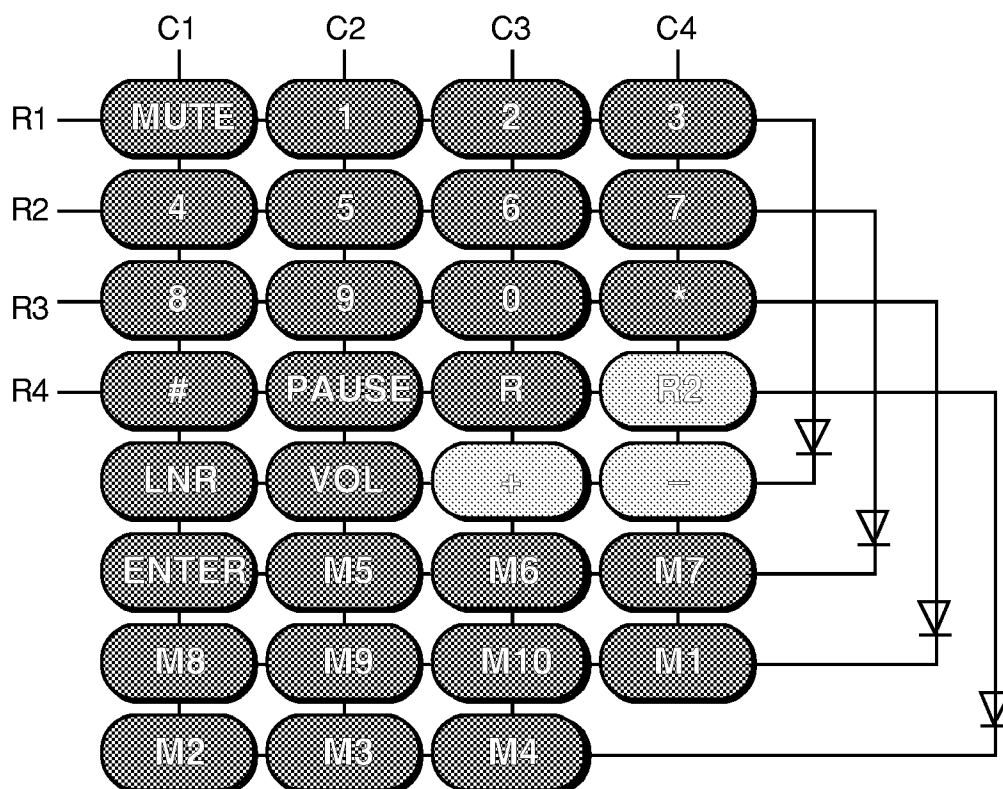 C1 C2 C3 C4
R1 MUTE 1 2 3
R2 4 5 6 7
R3 8 9 0 *
R4 # PAUSE R R2
LNR VOL + −
ENTER M5 M6 M7
M8 M9 M10 M1
M2 M3 M4